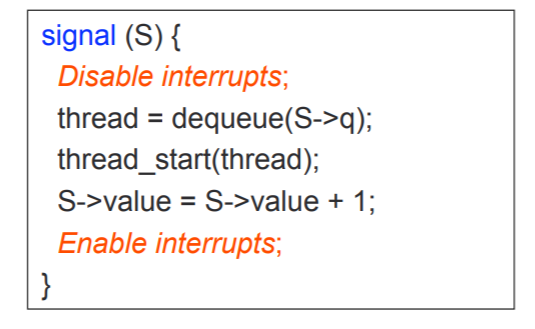 signal (S) {
Disable interrupts;
thread = dequeue(S->q);
thread_start(thread);
S->value = S->value + 1;
Enable interrupts;
}